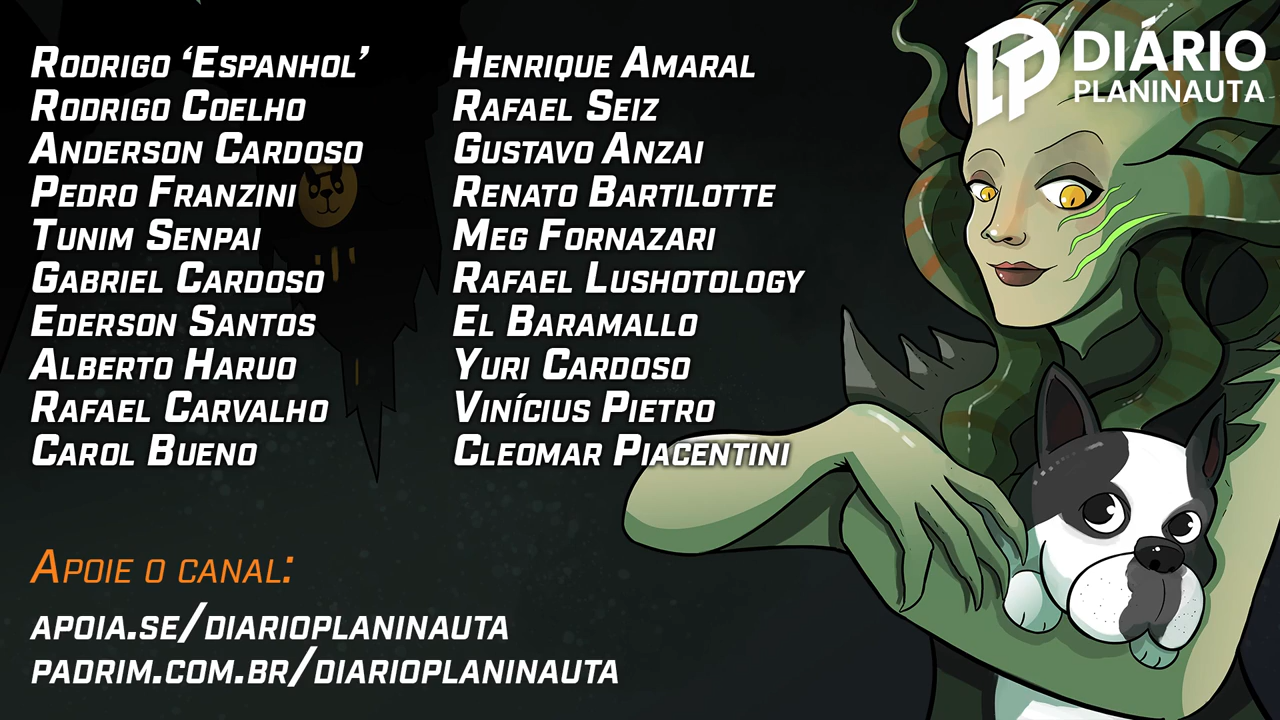 Rodrigo ‘Espanhol’
Rodrigo Coelho
Anderson Cardoso
Pedro Franzini
Tunim Senpai
Gabriel Cardoso
Ederson Santos
Alberto Haruo
Rafael Carvalho
Carol Bueno
Henrique Amaral
Rafael Seiz
Gustavo Anzai
Renato Bartilotte
Meg Fornazari
Rafael Lushotology
El Baramallo
Yuri Cardoso
Vinícius Pietro
Cleomar Piacentini
Apoie o canal:
apoia.se/diarioplaninauta
padrim.com.br/diarioplaninauta
DIÁRIO
PLANINAUTA